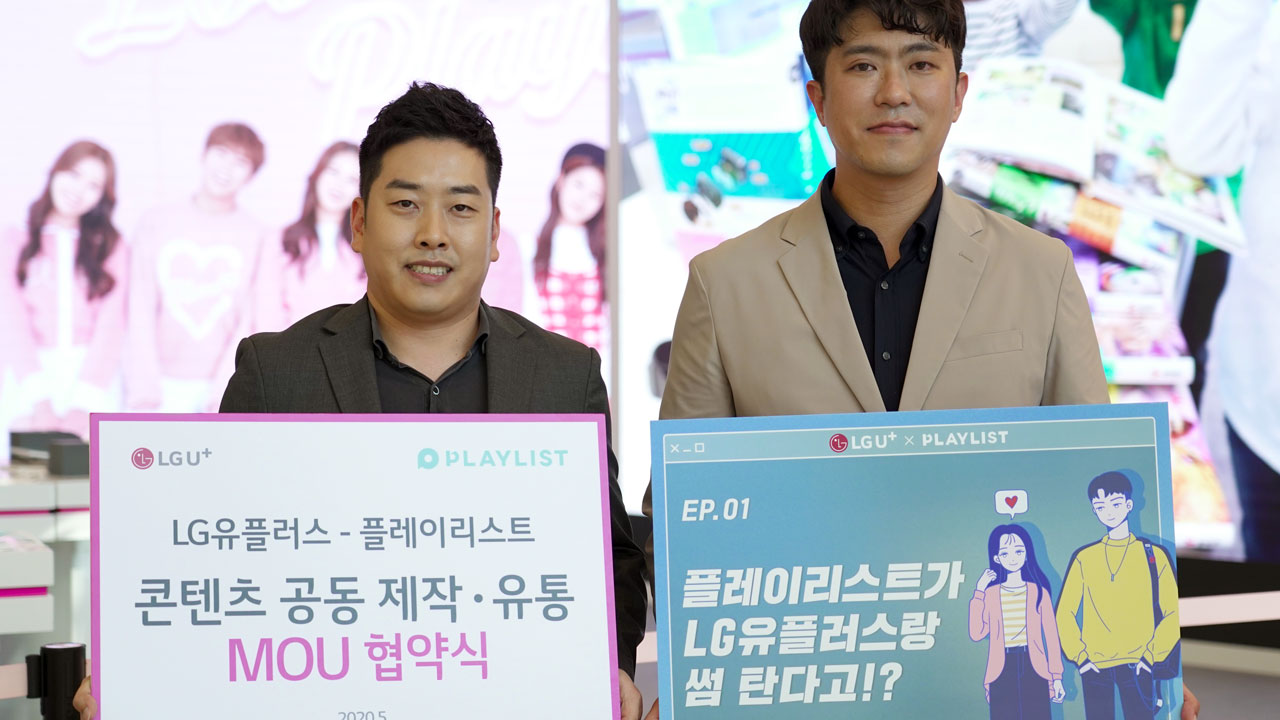 LG U+
PLAYLIST
LG유플러스 - 플레이리스트
콘텐츠 공동 제작·유통
MOU 협약식
2020.5
LG U+ × PLAYLIST
EP.01
플레이리스트가
LG유플러스랑
썸 탄다고!?